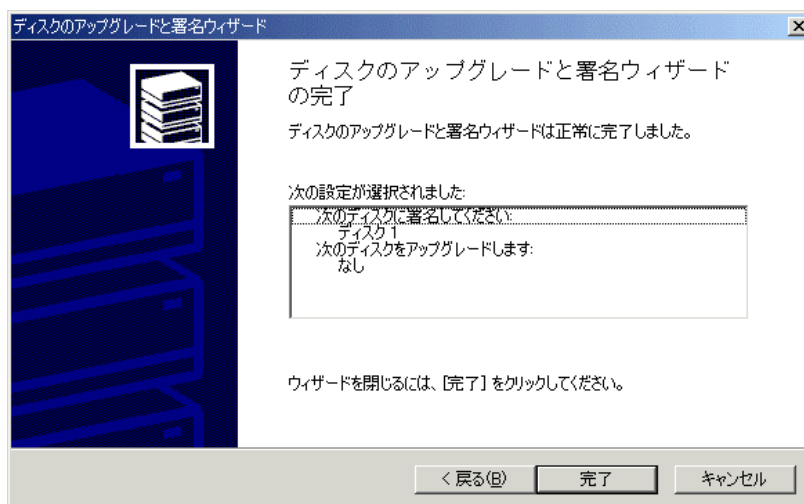 ディスクのアップグレードと署名ウィザード
ディスクのアップグレードと署名ウィザード
の完了
ディスクのアップグレードと署名ウィザードは正常に完了しました。
次の設定が選択されました:
次のディスクに署名してください:
ディスク 1
次のディスクをアップグレードします:
なし
ウィザードを閉じるには、[完了] をクリックしてください。
< 戻る(B)
完了
キャンセル